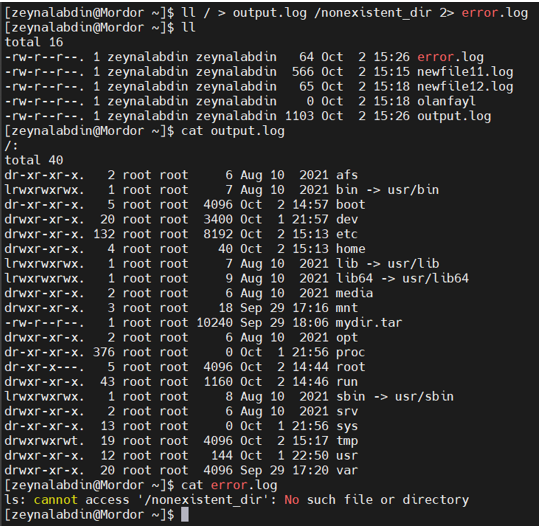 [zeynalabdin@Mordor ~]$ ll / > output.log /nonexistent_dir 2> error.log
[zeynalabdin@Mordor ~]$ ll
total 16
-rw-r--r--. 1 zeynalabdin zeynalabdin   64 Oct  2 15:26 error.log
-rw-r--r--. 1 zeynalabdin zeynalabdin  566 Oct  2 15:15 newfile11.log
-rw-r--r--. 1 zeynalabdin zeynalabdin   65 Oct  2 15:18 newfile12.log
-rw-r--r--. 1 zeynalabdin zeynalabdin    0 Oct  2 15:18 olanfayl
-rw-r--r--. 1 zeynalabdin zeynalabdin 1103 Oct  2 15:26 output.log
[zeynalabdin@Mordor ~]$ cat output.log
/:
total 40
dr-xr-xr-x.   2 root root     6 Aug 10  2021 afs
lrwxrwxrwx.   1 root root     7 Aug 10  2021 bin -> usr/bin
dr-xr-xr-x.   5 root root  4096 Oct  2 14:57 boot
drwxr-xr-x.  20 root root  3400 Oct  1 21:57 dev
drwxr-xr-x. 132 root root  8192 Oct  2 15:13 etc
drwxr-xr-x.   4 root root    40 Oct  2 15:13 home
lrwxrwxrwx.   1 root root     7 Aug 10  2021 lib -> usr/lib
lrwxrwxrwx.   1 root root     9 Aug 10  2021 lib64 -> usr/lib64
drwxr-xr-x.   2 root root     6 Aug 10  2021 media
drwxr-xr-x.   3 root root    18 Sep 29 17:16 mnt
-rw-r--r--.   1 root root 10240 Sep 29 18:06 mydir.tar
drwxr-xr-x.   2 root root     6 Aug 10  2021 opt
dr-xr-xr-x. 376 root root     0 Oct  1 21:56 proc
dr-xr-x---.   5 root root  4096 Oct  2 14:44 root
drwxr-xr-x.  43 root root  1160 Oct  2 14:46 run
lrwxrwxrwx.   1 root root     8 Aug 10  2021 sbin -> usr/sbin
drwxr-xr-x.   2 root root     6 Aug 10  2021 srv
dr-xr-xr-x.  13 root root     0 Oct  1 21:56 sys
drwxrwxrwt.  19 root root  4096 Oct  2 15:17 tmp
drwxr-xr-x.  12 root root   144 Oct  1 22:50 usr
drwxr-xr-x.  20 root root  4096 Sep 29 17:20 var
[zeynalabdin@Mordor ~]$ cat error.log
ls: cannot access '/nonexistent_dir': No such file or directory
[zeynalabdin@Mordor ~]$